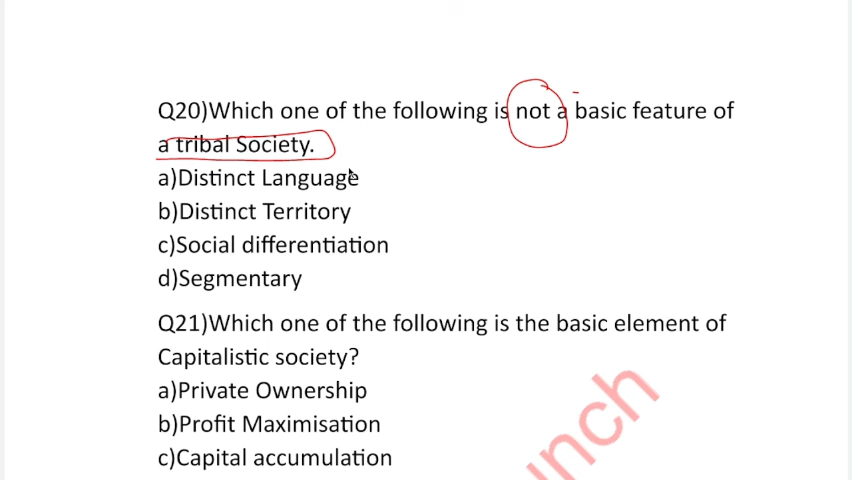 Q20)Which one of the following is not a basic feature of
a tribal Society.
a)Distinct Language
b)Distinct Territory
c)Social differentiation
d)Segmentary
Q21)Which one of the following is the basic element of
Capitalistic society?
a)Private Ownership
b)Profit Maximisation
c)Capital accumulation
unch